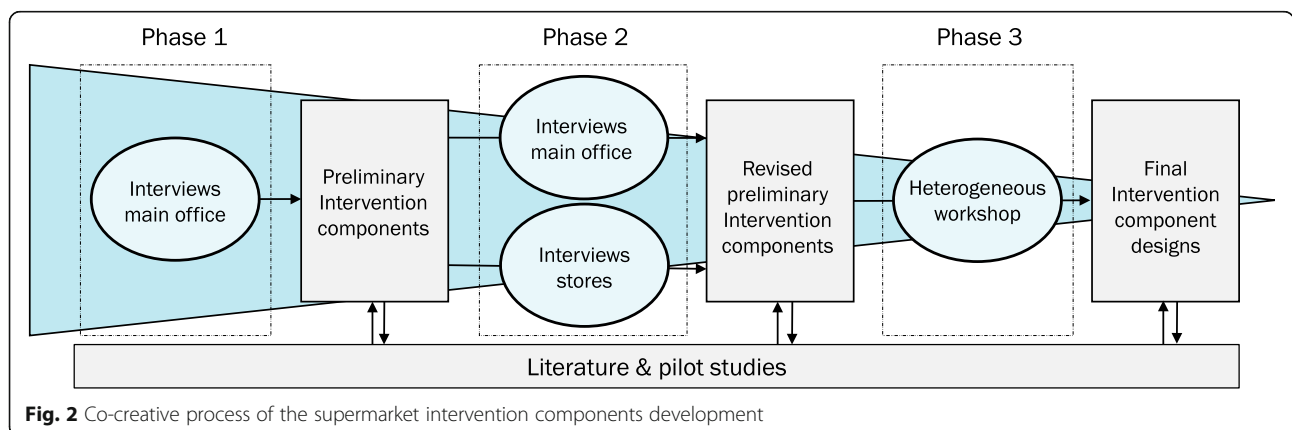 Phase 1
Phase 2
Phase 3
Interviews
main office
Preliminary
Intervention
components
Interviews
main office
Interviews
stores
Revised
preliminary
Intervention
components
Heterogeneous
workshop
Final
Intervention
component
designs
Literature & pilot studies
Fig. 2 Co-creative process of the supermarket intervention components development